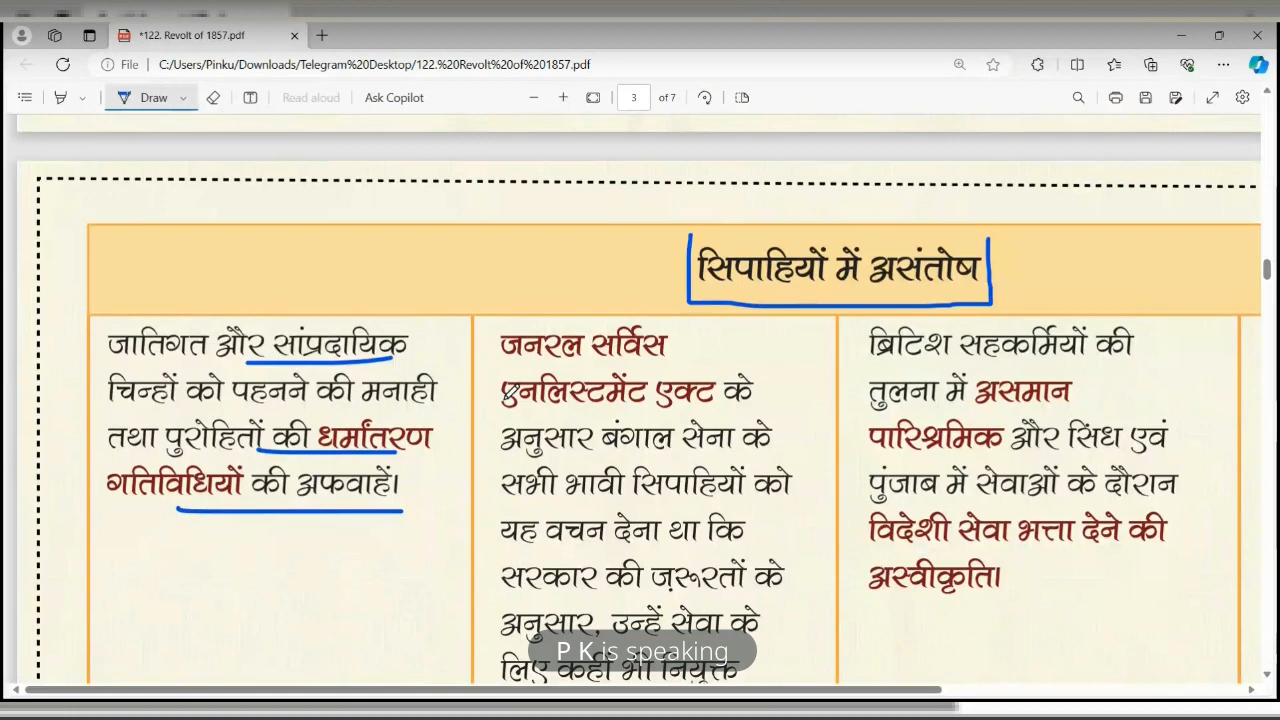 *122. Revolt of 1857.pdf
File C:/Users/Pinku/Downloads/Telegram%20Desktop/122.%20Revolt%20of%201857.pdf
Draw Read aloud Ask Copilot 3 of 7
सिपाहियों में असंतोष
जातिगत और सांप्रदायिक
चिन्हों को पहनने की मनाही
तथा पुरोहितों की धर्मांतरण
गतिविधियों की अफवाहें।
जनरल सर्विस
एनलिस्टमेंट एक्ट के
अनुसार बंगाल सेना के
सभी भावी सिपाहियों को
यह वचन देना था कि
सरकार की ज़रूरतों के
अनुसार, उन्हें सेवा के
लिए कहीं भी नियुक्त
ब्रिटिश सहकर्मियों की
तुलना में असमान
पारिश्रमिक और सिंध एवं
पुंजाब में सेवाओं के दौरान
विदेशी सेवा भत्ता देने की
अस्वीकृति।
P K is speaking